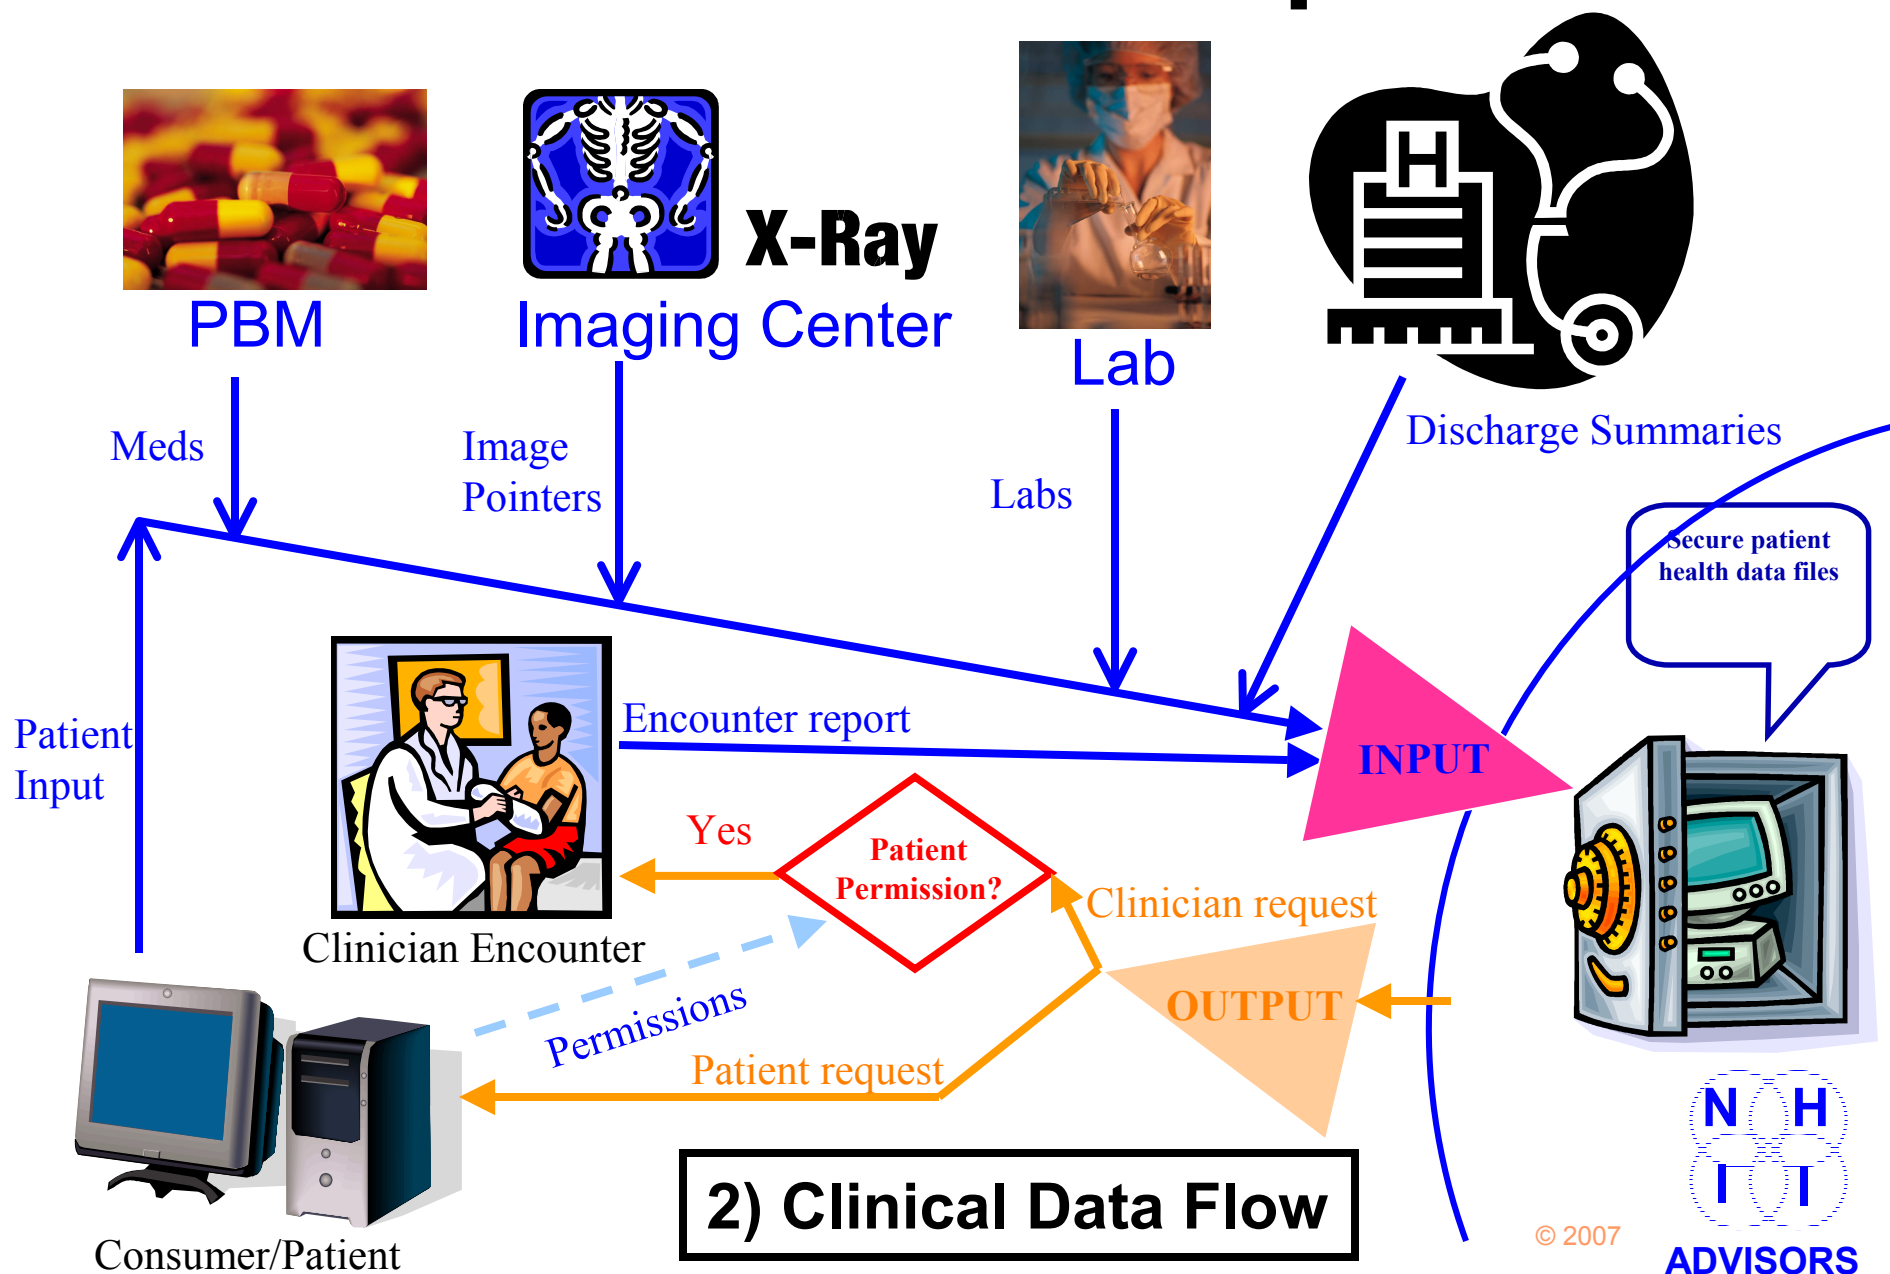 H
X-Ray
PBM
Imaging Center
Lab
Meds
Image
Pointers
Labs
Discharge Summaries
Secure patient
health data files
Patient
Input
Encounter report
INPUT
Yes
Patient
Permission?
Clinician request
Clinician Encounter
OUTPUT
Permissions
Patient request
2) Clinical Data Flow
Consumer/Patient
© 2007
N H
I I
ADVISORS